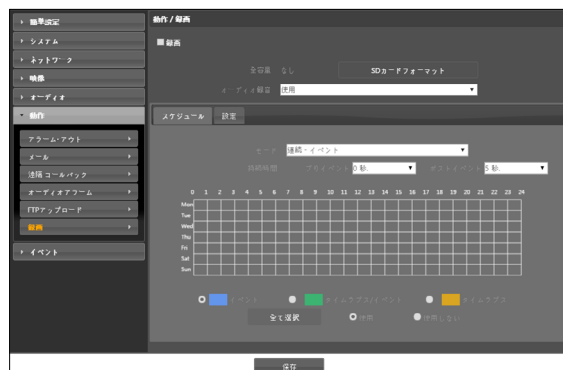 簡単設定
システム
ネットワーク
映像
オーディオ
動作
アラーム・アウト
メール
遠隔 コールバック
オーディオアラーム
FTPアップロード
録画
イベント
動作 / 録画
録画
全容量 なし SDカードフォーマット
オーディオ録音 使用
スケジュール 設定
モード 連続・イベント
持続時間 プリイベント 0 秒. ポストイベント 5 秒.
0 1 2 3 4 5 6 7 8 9 10 11 12 13 14 15 16 17 18 19 20 21 22 23 24
Mon
Tue
Wed
Thu
Fri
Sat
Sun
イベント タイムラプス/イベント タイムラプス
全て選択 使用 使用しない
保存